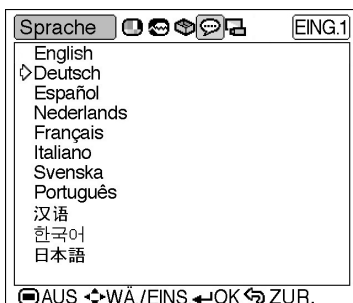 Sprache EING.1
English
Deutsch
Español
Nederlands
Français
Italiano
Svenska
Português
汉语
한국어
日本語
AUS WÄ/EINS OK ZUR.